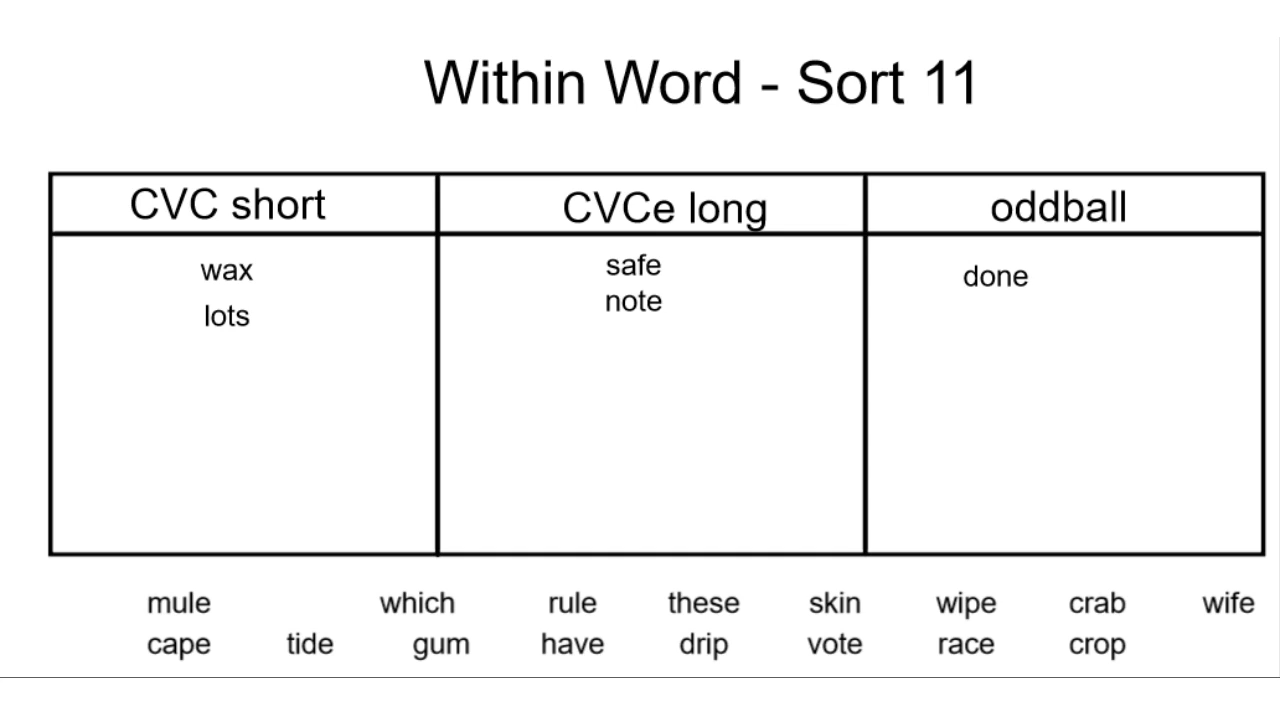 Within Word - Sort 11
CVC short CVCe long oddball
wax safe done
lots note
mule which rule these skin wipe crab wife
cape tide gum have drip vote race crop